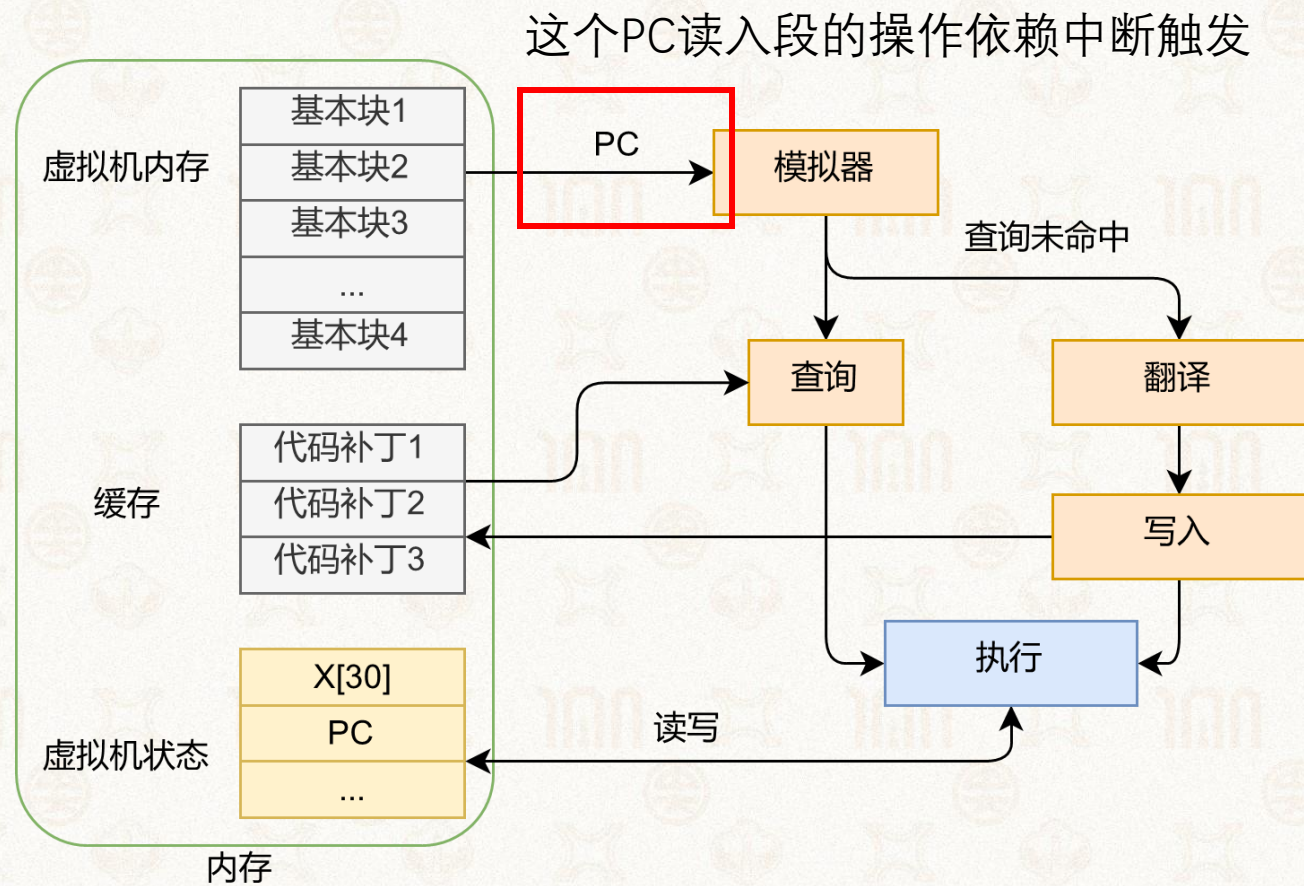 这个PC读入段的操作依赖中断触发
虚拟机内存
基本块1
基本块2
基本块3
...
基本块4
PC
模拟器
查询未命中
查询
翻译
缓存
代码补丁1
代码补丁2
代码补丁3
写入
执行
虚拟机状态
X[30]
PC
...
读写
内存